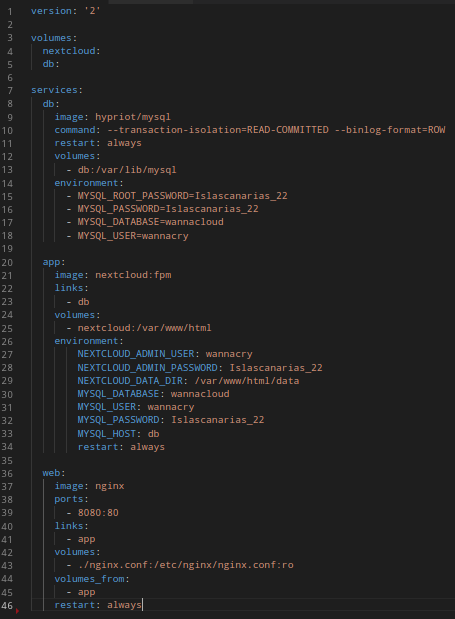 1 version: '2'
2
3 volumes:
4   nextcloud:
5   db:
6
7 services:
8   db:
9     image: hypriot/mysql
10     command: --transaction-isolation=READ-COMMITTED --binlog-format=ROW
11     restart: always
12     volumes:
13       - db:/var/lib/mysql
14     environment:
15       - MYSQL_ROOT_PASSWORD=Islascanarias_22
16       - MYSQL_PASSWORD=Islascanarias_22
17       - MYSQL_DATABASE=wannacloud
18       - MYSQL_USER=wannacry
19
20   app:
21     image: nextcloud:fpm
22     links:
23       - db
24     volumes:
25       - nextcloud:/var/www/html
26     environment:
27         NEXTCLOUD_ADMIN_USER: wannacry
28         NEXTCLOUD_ADMIN_PASSWORD: Islascanarias_22
29         NEXTCLOUD_DATA_DIR: /var/www/html/data
30         MYSQL_DATABASE: wannacloud
31         MYSQL_USER: wannacry
32         MYSQL_PASSWORD: Islascanarias_22
33         MYSQL_HOST: db
34         restart: always
35
36   web:
37     image: nginx
38     ports:
39       - 8080:80
40     links:
41       - app
42     volumes:
43       - ./nginx.conf:/etc/nginx/nginx.conf:ro
44     volumes_from:
45       - app
46     restart: always